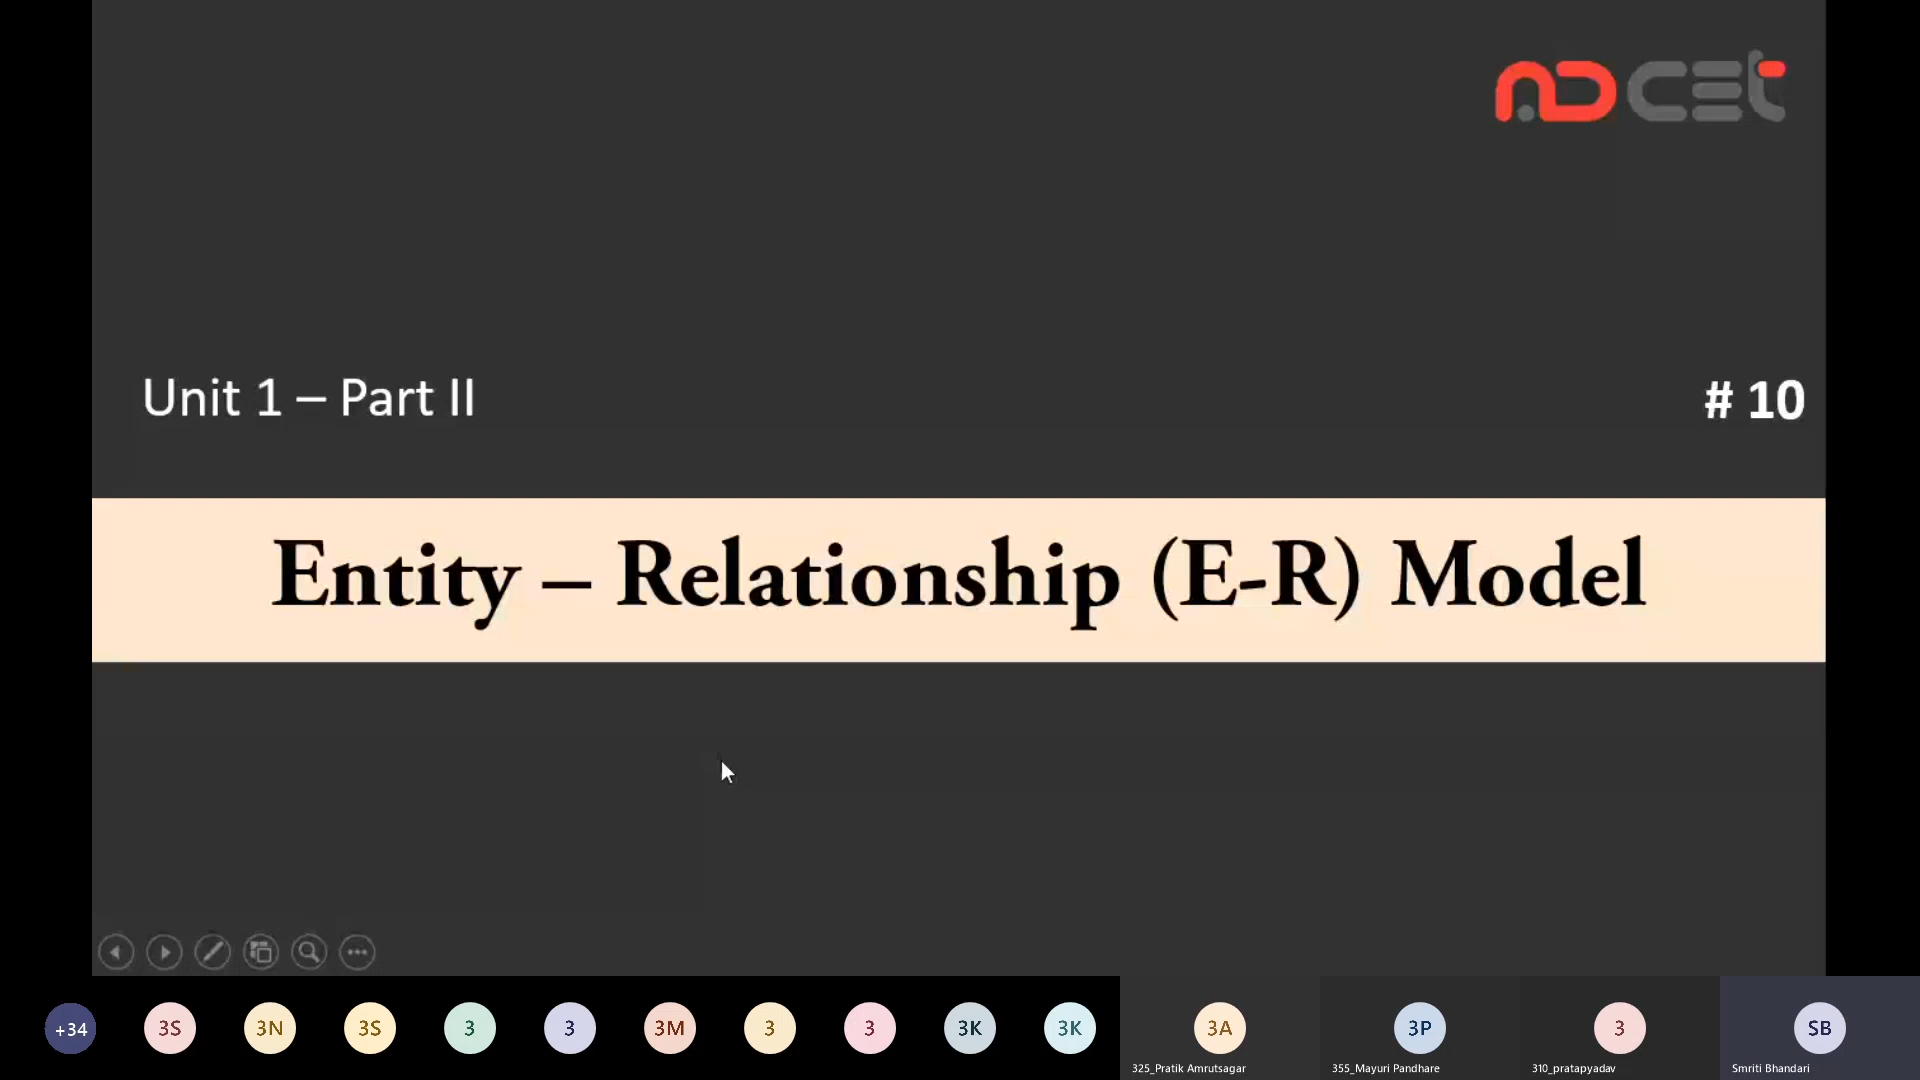 ADCET
Unit 1 – Part II
# 10
Entity – Relationship (E-R) Model
+34
3S
3N
3S
3
3
3M
3
3
3K
3K
3A
3P
3
SB
325_Pratik Amrutsagar
355_Mayuri Pandhare
310_pratapyadav
Smriti Bhandari